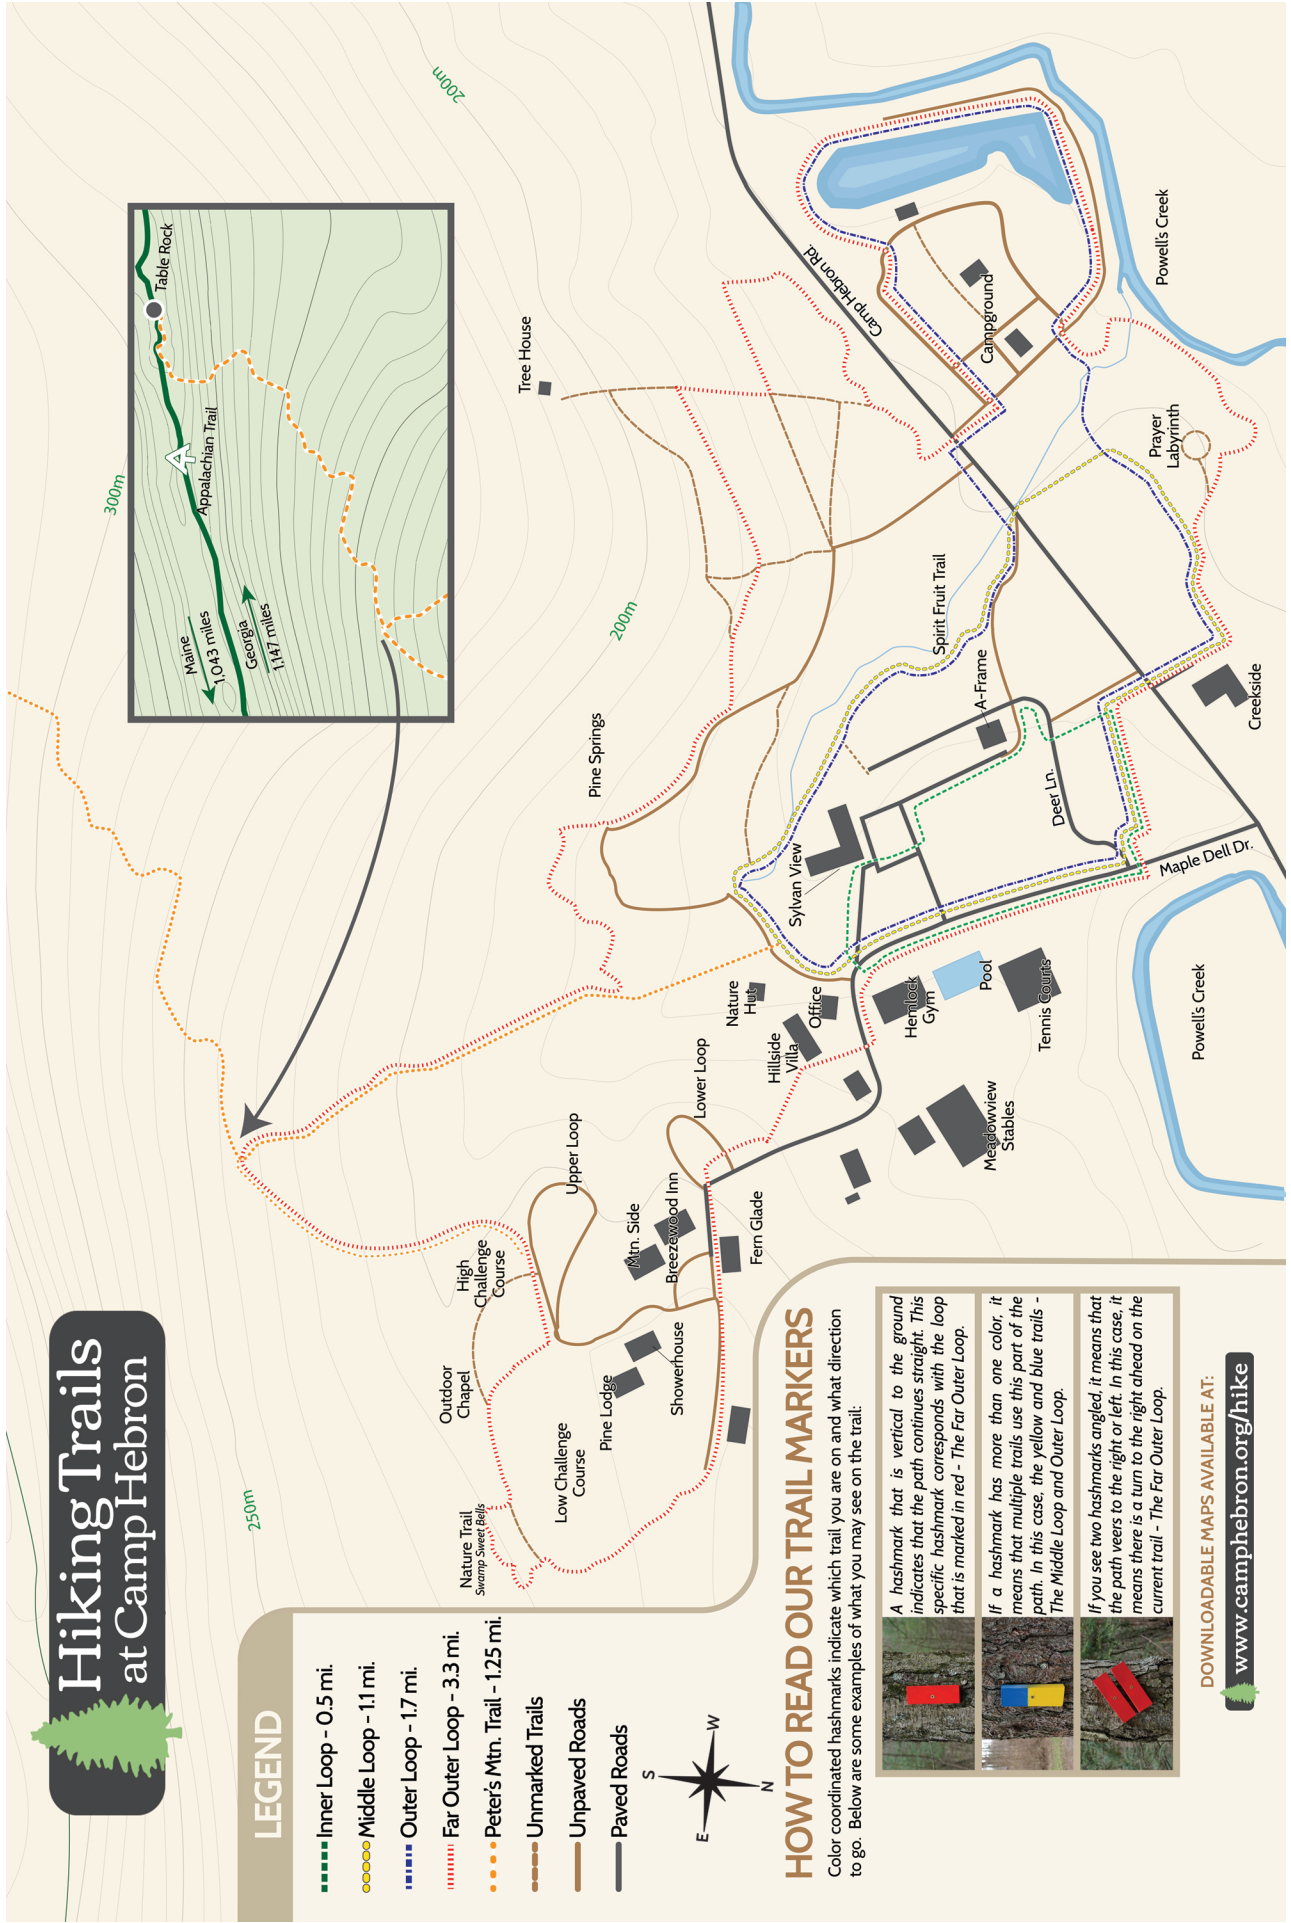 Hiking Trails
at Camp Hebron
LEGEND
Inner Loop - 0.5 mi.
Middle Loop - 1.1 mi.
Outer Loop - 1.7 mi.
Far Outer Loop - 3.3 mi.
Peter's Mtn. Trail - 1.25 mi.
Unmarked Trails
Unpaved Roads
Paved Roads
S
E
W
N
HOW TO READ OUR TRAIL MARKERS
Color coordinated hashmarks indicate which trail you are on and what direction
to go. Below are some examples of what you may see on the trail:
A hashmark that is vertical to the ground
indicates that the path continues straight. This
specific hashmark corresponds with the loop
that is marked in red - The Far Outer Loop.
If a hashmark has more than one color, it
means that multiple trails use this part of the
path. In this case, the yellow and blue trails -
The Middle Loop and Outer Loop.
If you see two hashmarks angled, it means that
the path veers to the right or left. In this case, it
means there is a turn to the right ahead on the
current trail - The Far Outer Loop.
DOWNLOADABLE MAPS AVAILABLE AT:
www.camphebron.org/hike
250m
300m
200m
200m
Maine
1,043 miles
Georgia
1,147 miles
Appalachian Trail
Table Rock
Nature Trail
Swamp Sweet Bells
Outdoor
Chapel
High
Challenge
Course
Low Challenge
Course
Upper Loop
Pine Lodge
Showerhouse
Mtn. Side
Breezewood Inn
Lower Loop
Fern Glade
Nature
Hut
Hillside
Villa
Office
Hemlock
Gym
Pool
Tennis Courts
Meadowview
Stables
Powell's Creek
Pine Springs
Tree House
Sylvan View
A-Frame
Spirit Fruit Trail
Deer Ln.
Maple Dell Dr.
Creekside
Camp Hebron Rd.
Campground
Prayer
Labyrinth
Powell's Creek